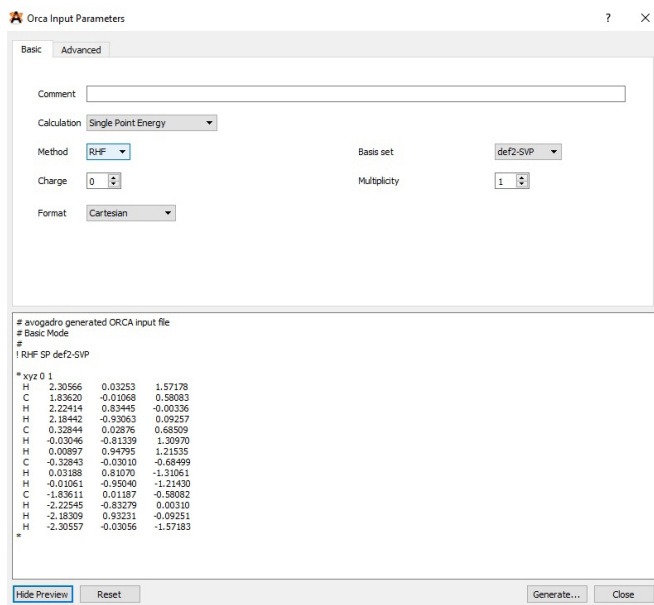 Orca Input Parameters ? X
Basic Advanced
Comment
Calculation Single Point Energy
Method RHF Basis set def2-SVP
Charge 0 Multiplicity 1
Format Cartesian
# avogadro generated ORCA input file
# Basic Mode
#
! RHF SP def2-SVP
* xyz 0 1
H 2.30566 0.03253 1.57178
C 1.83620 -0.01068 0.58083
H 2.22414 0.83445 -0.00336
H 2.18442 -0.93063 0.09257
C 0.32844 0.02876 0.68509
H -0.03046 -0.81339 1.30970
H 0.00897 0.94795 1.21535
C -0.32843 -0.03010 -0.68499
H 0.03188 0.81070 -1.31061
H -0.01061 -0.95040 -1.21430
C -1.83611 0.01187 -0.58082
H -2.22545 -0.83279 0.00310
H -2.18309 0.93231 -0.09251
H -2.30557 -0.03056 -1.57183
*
Hide Preview Reset Generate... Close